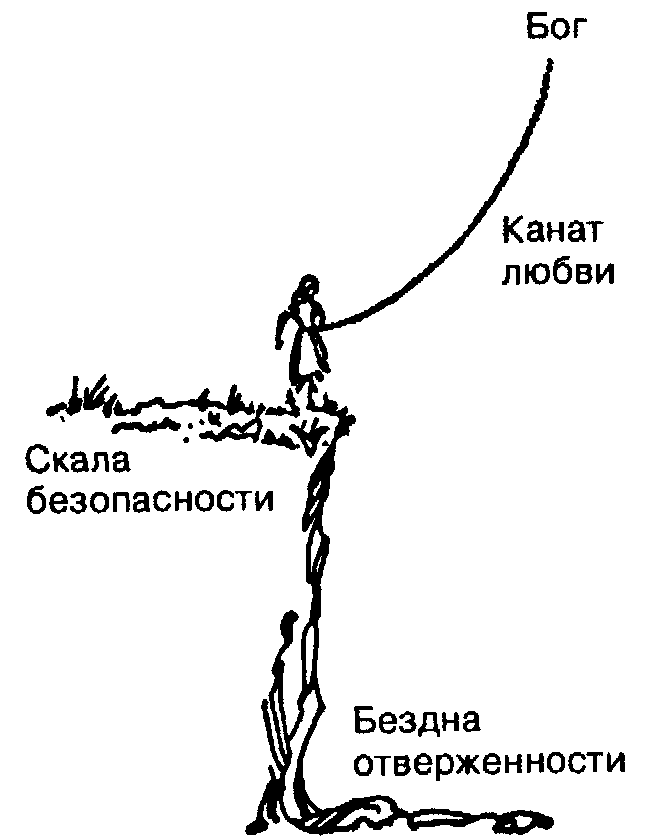 Бог
Канат
любви
Скала
безопасности
Бездна
отверженности